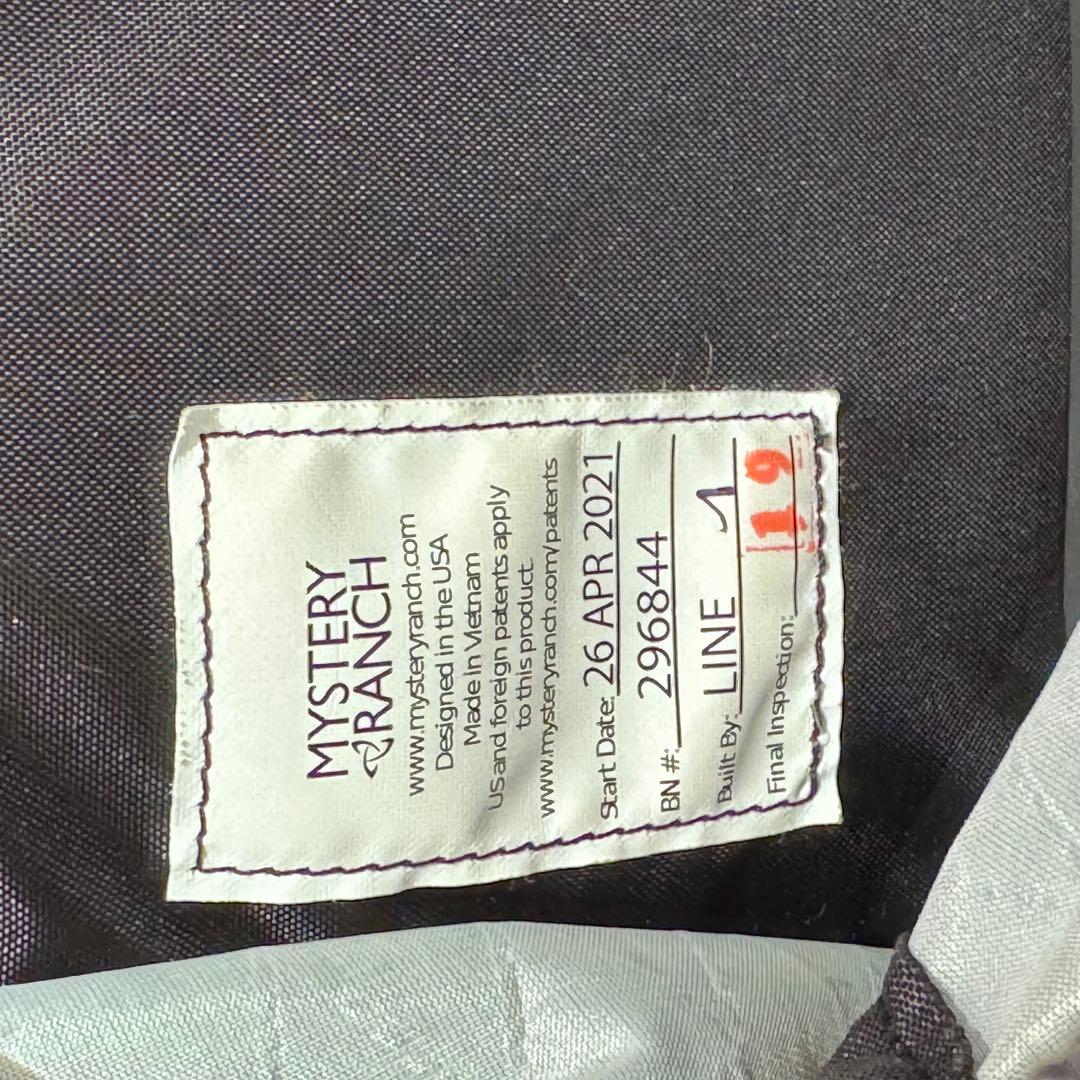 MYSTERY
RANCH
www.mysteryranch.com
Designed in the USA
Made in Vietnam
US and foreign patents apply
to this product.
www.mysteryranch.com/patents
Start Date: 26 APR 2021
BN #: 296844
Built By: LINE 1
Final Inspection: 19